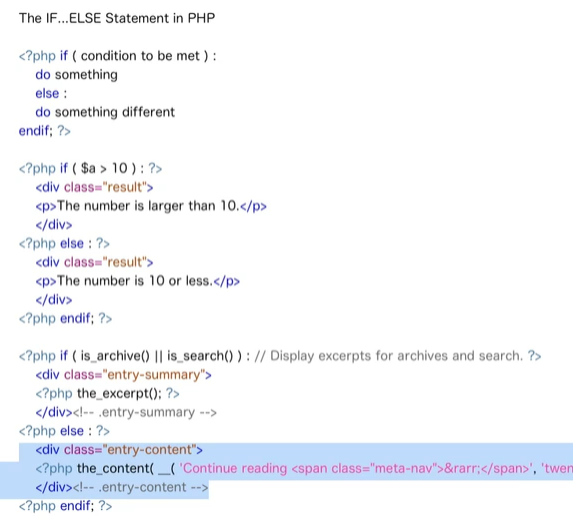 The IF...ELSE Statement in PHP
<?php if ( condition to be met ) :
do something
else :
do something different
endif; ?>
<?php if ( $a > 10 ) : ?>
<div class="result">
<p>The number is larger than 10.</p>
</div>
<?php else : ?>
<div class="result">
<p>The number is 10 or less.</p>
</div>
<?php endif; ?>
<?php if ( is_archive() || is_search() ) : // Display excerpts for archives and search. ?>
<div class="entry-summary">
<?php the_excerpt(); ?>
</div><!-- .entry-summary -->
<?php else : ?>
<div class="entry-content">
<?php the_content( __( 'Continue reading <span class="meta-nav">&rarr;</span>', 'twen
</div><!-- .entry-content -->
<?php endif; ?>